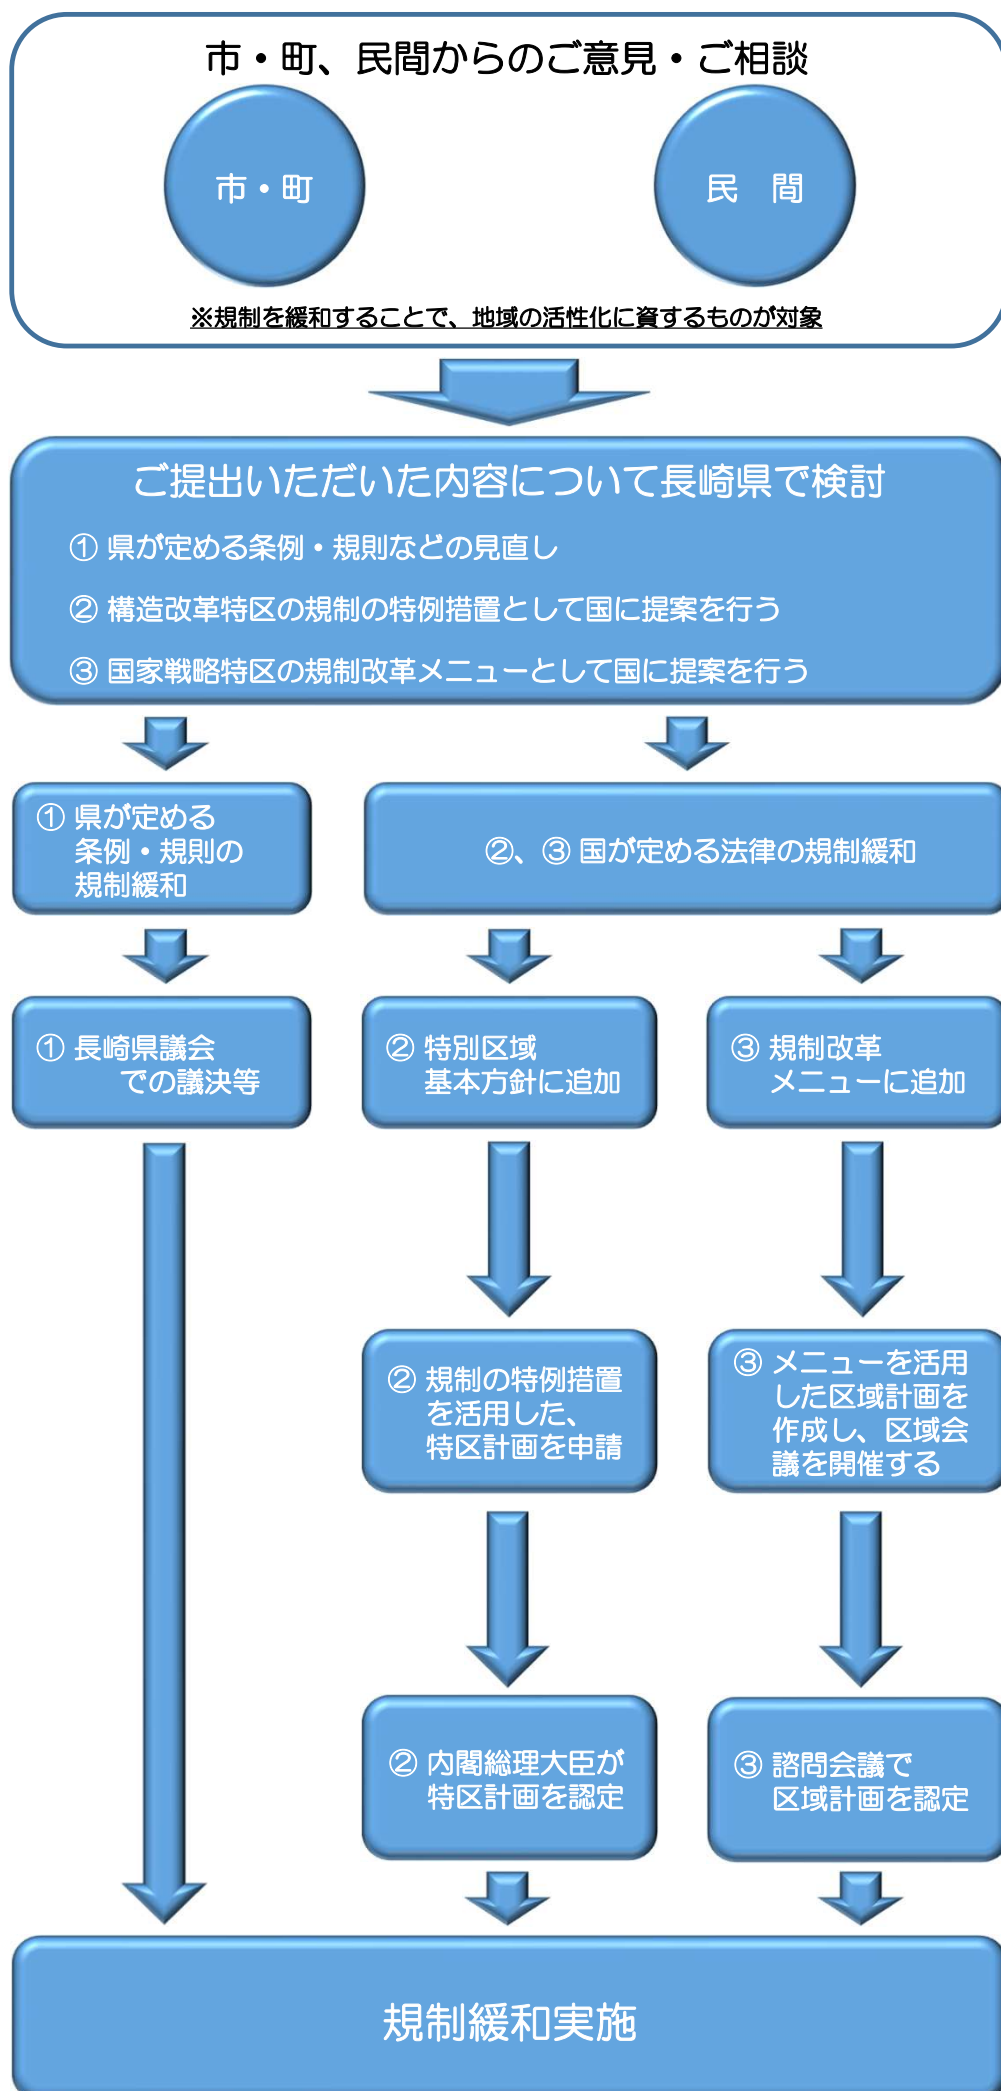 市・町、民間からのご意見・ご相談
市・町
民　間
※規制を緩和することで、地域の活性化に資するものが対象
ご提出いただいた内容について長崎県で検討
① 県が定める条例・規則などの見直し
② 構造改革特区の規制の特例措置として国に提案を行う
③ 国家戦略特区の規制改革メニューとして国に提案を行う
① 県が定める
条例・規則の
規制緩和
②、③ 国が定める法律の規制緩和
① 長崎県議会
での議決等
② 特別区域
基本方針に追加
③ 規制改革
メニューに追加
② 規制の特例措置
を活用した、
特区計画を申請
③ メニューを活用
した区域計画を
作成し、区域会
議を開催する
② 内閣総理大臣が
特区計画を認定
③ 諮問会議で
区域計画を認定
規制緩和実施